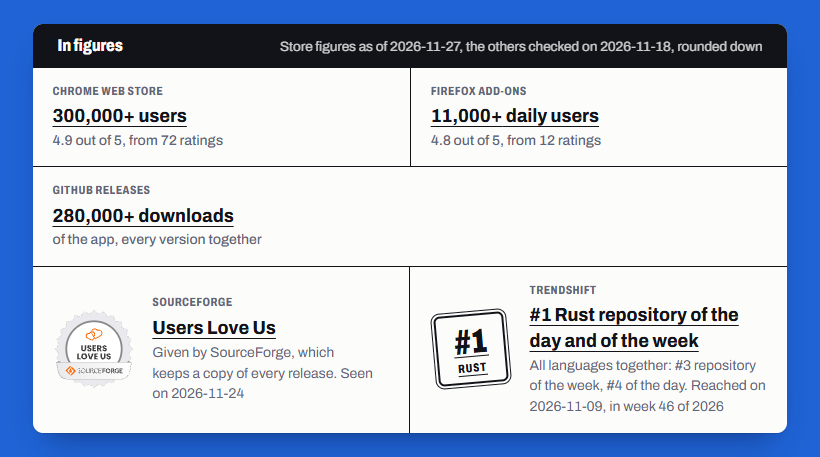 In figures
Store figures as of 2026-11-27, the others checked on 2026-11-18, rounded down
CHROME WEB STORE
300,000+ users
4.9 out of 5, from 72 ratings
FIREFOX ADD-ONS
11,000+ daily users
4.8 out of 5, from 12 ratings
GITHUB RELEASES
280,000+ downloads
of the app, every version together
USERS
LOVE US
SOURCEFORGE
SOURCEFORGE
Users Love Us
Given by SourceForge, which
keeps a copy of every release. Seen
on 2026-11-24
#1
RUST
TRENDSHIFT
#1 Rust repository of the
day and of the week
All languages together: #3 repository
of the week, #4 of the day. Reached on
2026-11-09, in week 46 of 2026